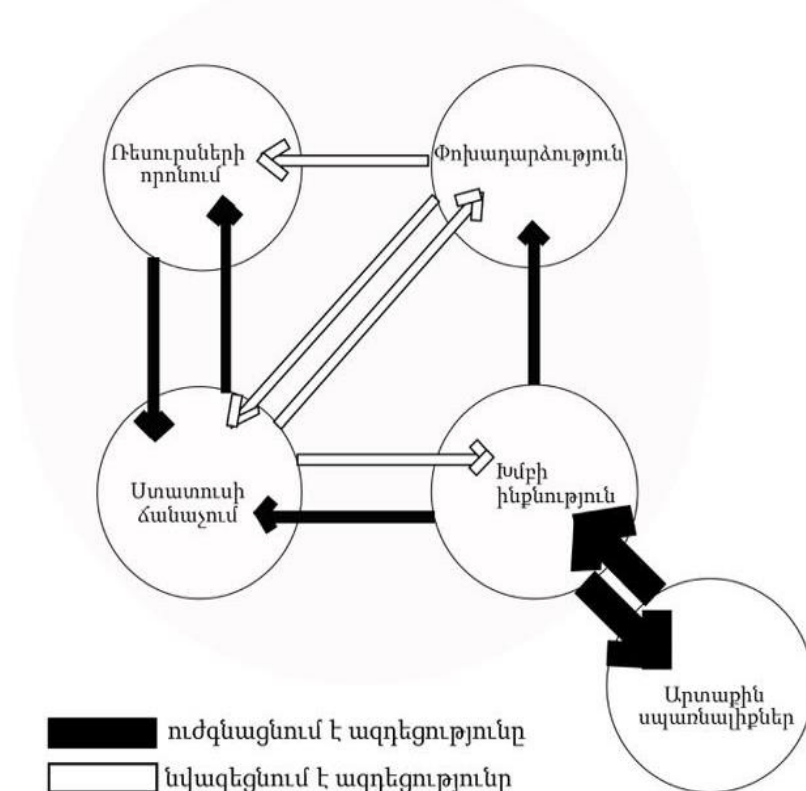 Ռեսուրսների
որոնում
Փոխադարձություն
Ստատուսի
ճանաչում
Խմբի
ինքնություն
Արտաքին
սպառնալիքներ
ուժգնացնում է ազդեցությունը
նվազեցնում է ազդեցությունը